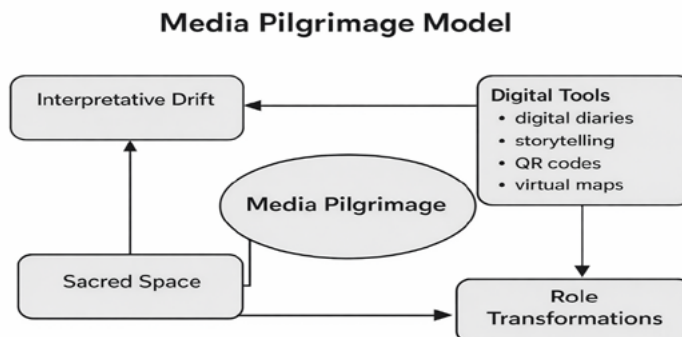 Media Pilgrimage Model
Interpretative Drift
Digital Tools
• digital diaries
• storytelling
• QR codes
• virtual maps
Media Pilgrimage
Sacred Space
Role
Transformations